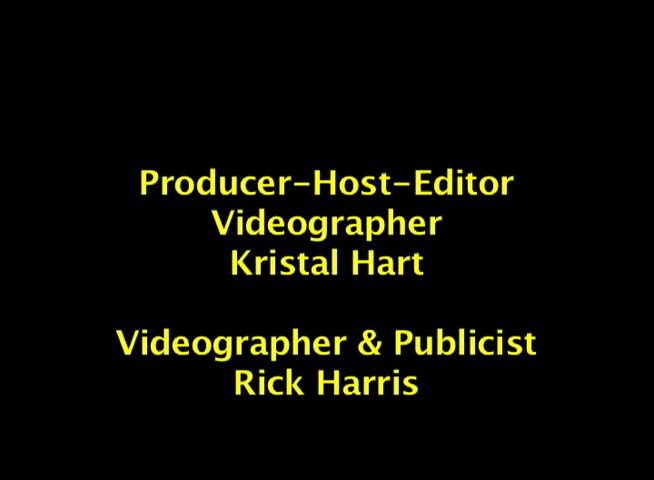 Producer-Host-Editor
Videographer
Kristal Hart
Videographer & Publicist
Rick Harris